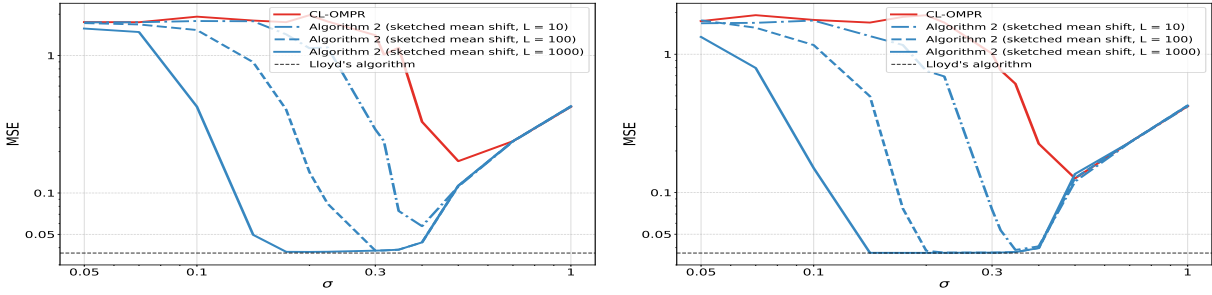 CL-OMPR
Algorithm 2 (sketched mean shift, L = 10)
Algorithm 2 (sketched mean shift, L = 100)
Algorithm 2 (sketched mean shift, L = 1000)
Lloyd's algorithm
MSE
1
0.1
0.05
0.05
0.1
0.3
1
σ
CL-OMPR
Algorithm 2 (sketched mean shift, L = 10)
Algorithm 2 (sketched mean shift, L = 100)
Algorithm 2 (sketched mean shift, L = 1000)
Lloyd's algorithm
MSE
1
0.1
0.05
0.05
0.1
0.3
1
σ